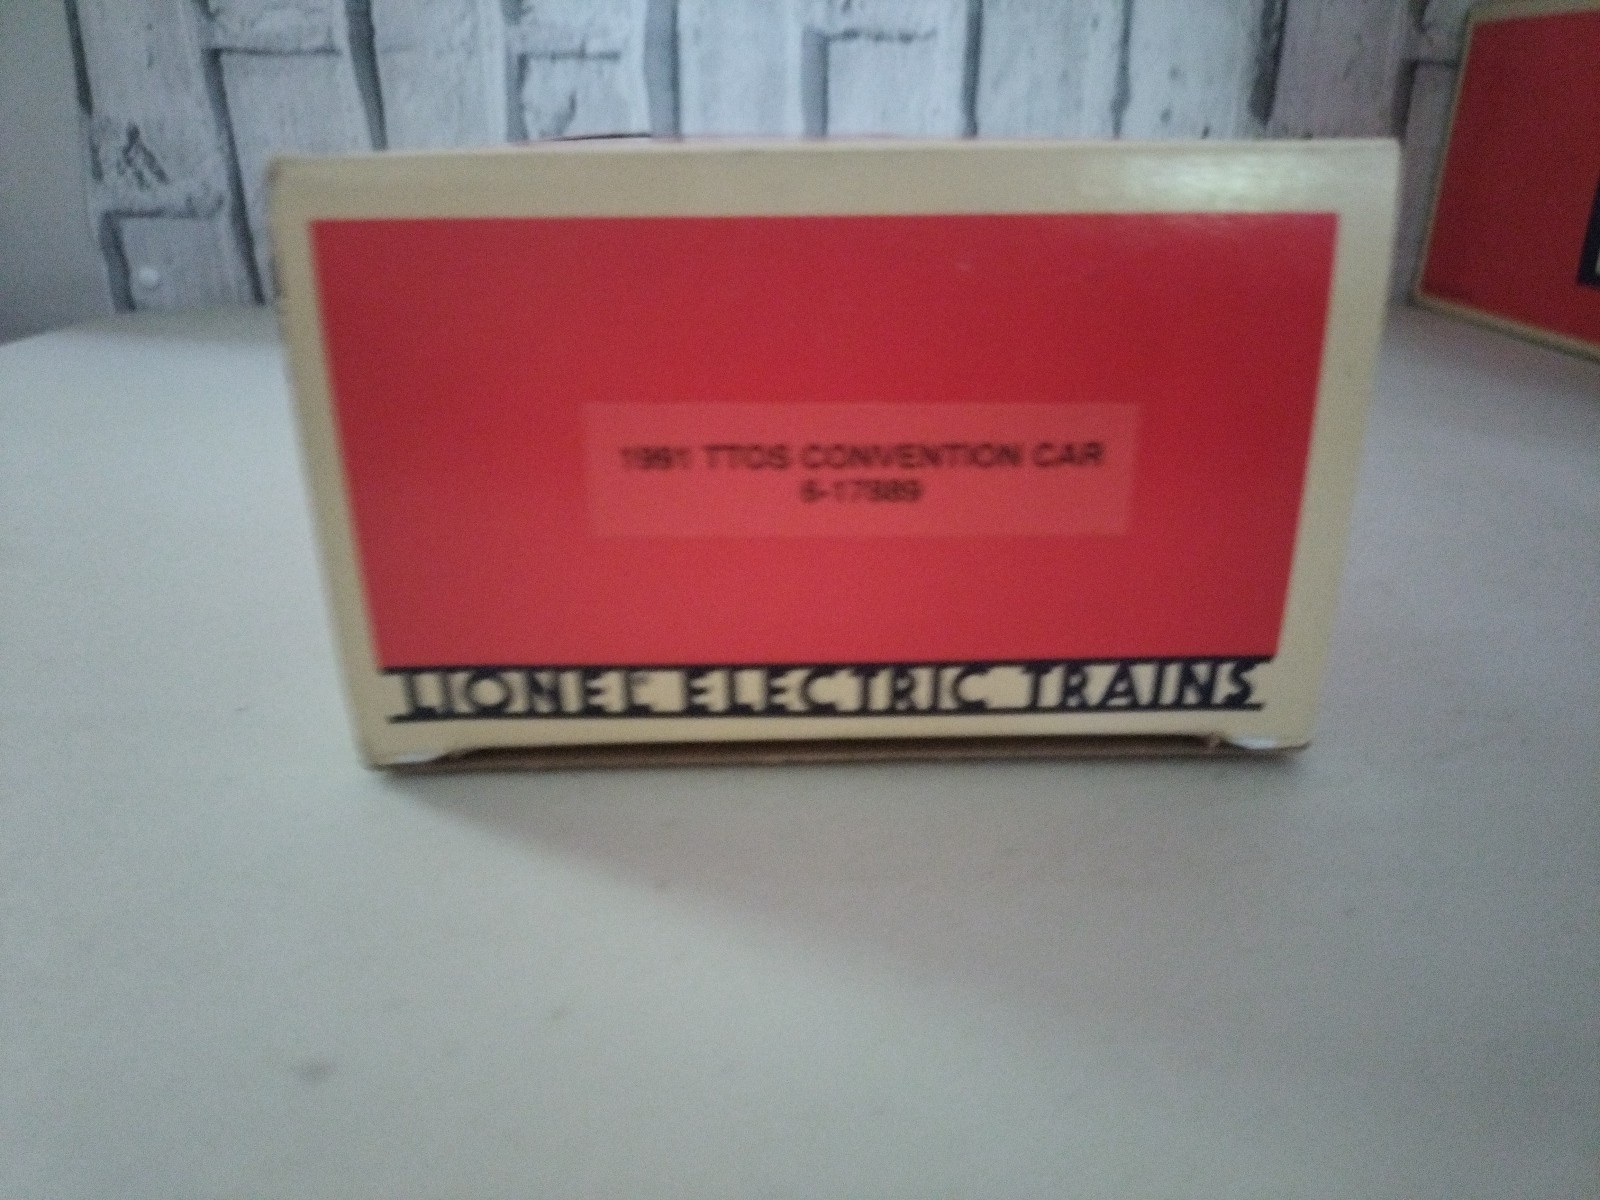 1991 TTOS CONVENTION CAR
6-17889
LIONEL ELECTRIC TRAINS